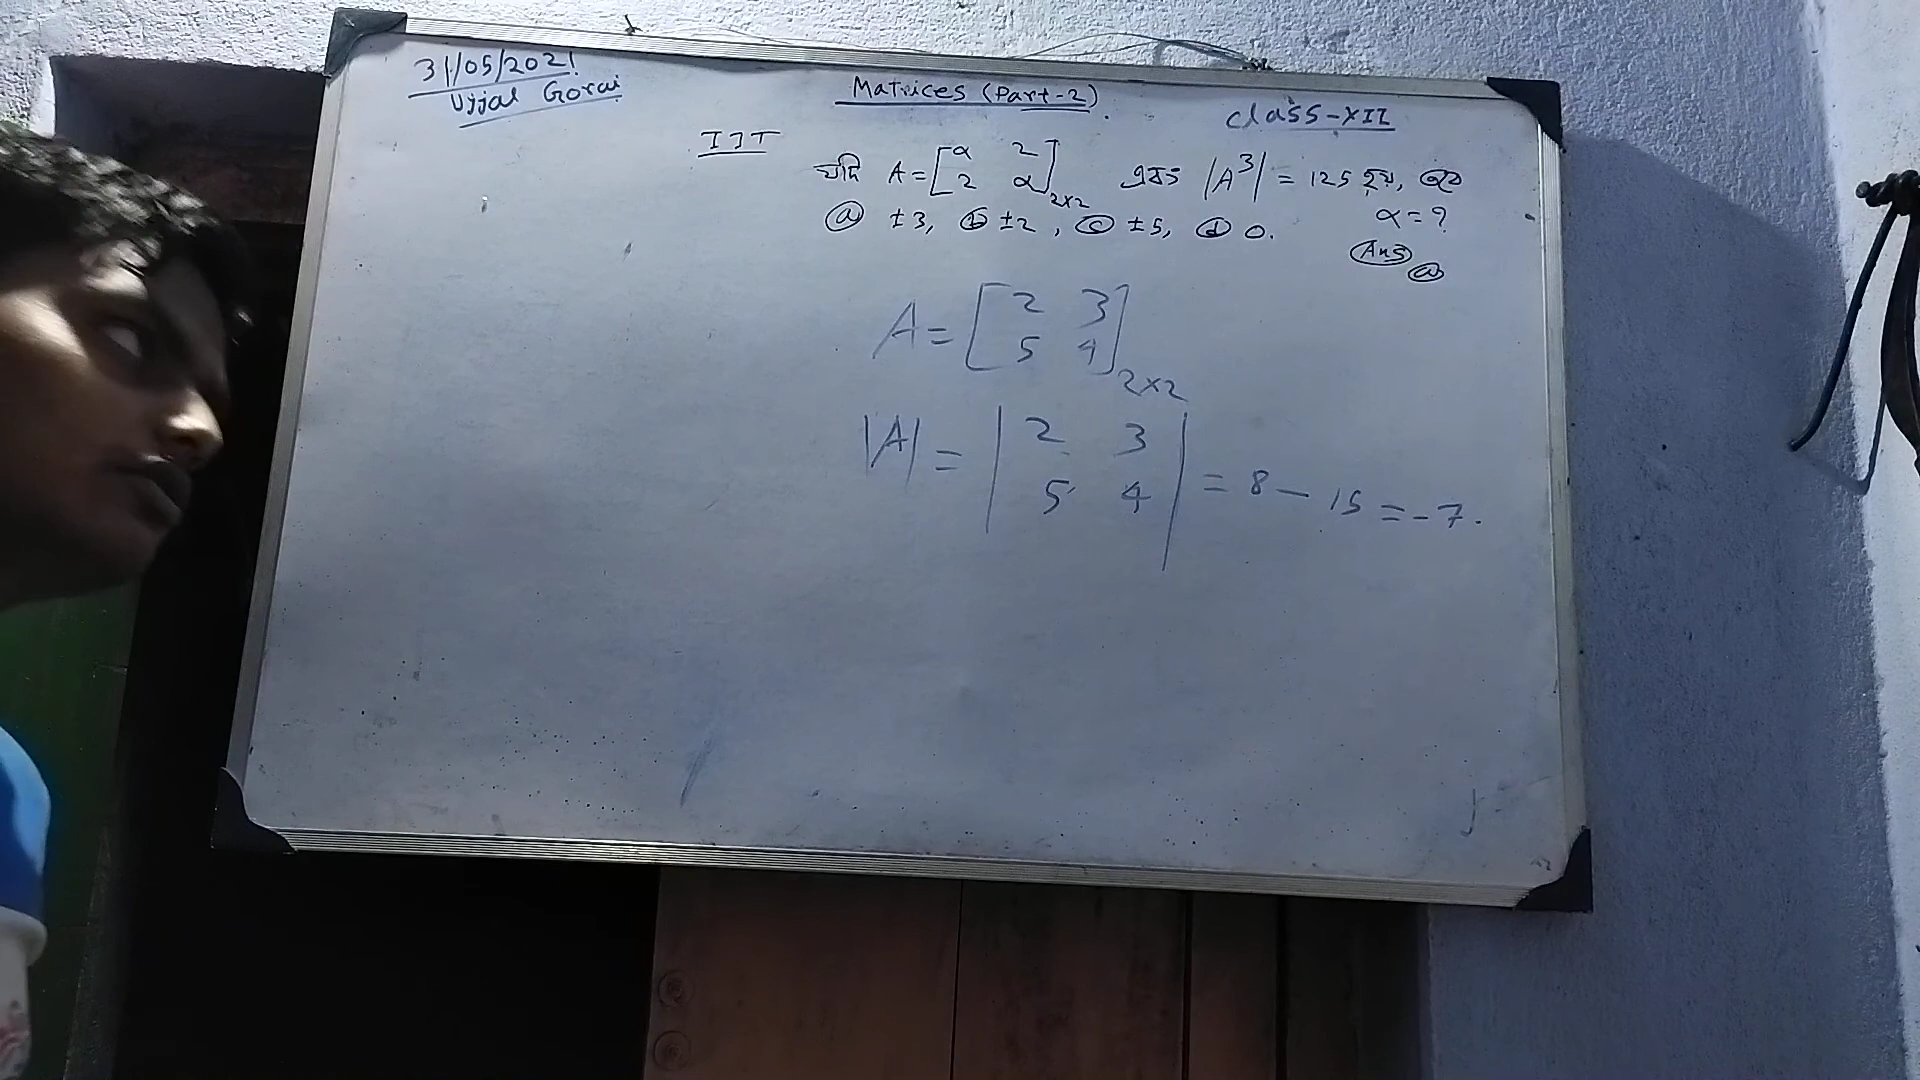 31/05/2021
Ujjal Gorai
Matrices (Part-2).
class-XII
IIT
যদি A = [α 2
2 α]2×2 এবং |A^3| = 125 হয়, তবে
α = ?
ⓐ ±3, ⓑ ±2, ⓒ ±5, ⓓ 0.
Ans ⓐ
A = [2 3
5 4]2×2
|A| = |2 3
5 4| = 8 - 15 = -7.